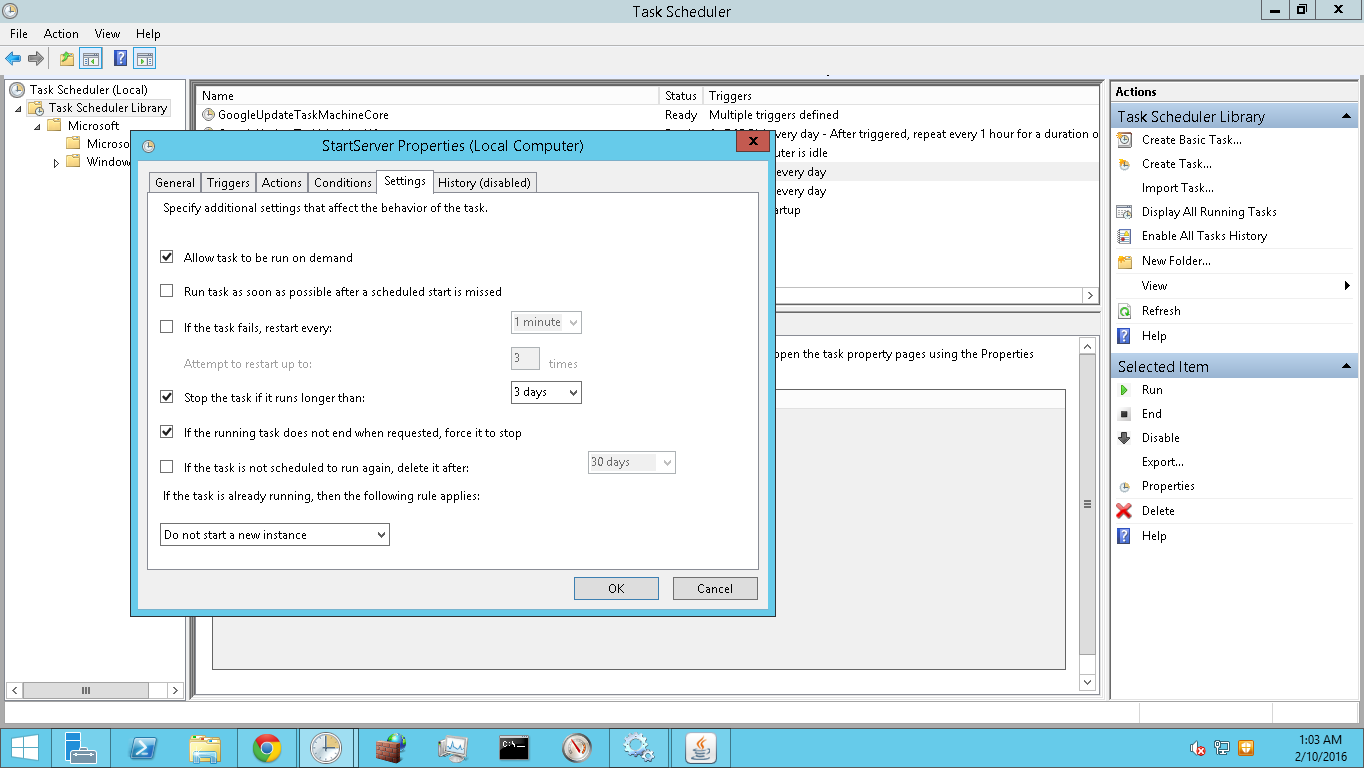 Task Scheduler
File Action View Help
Task Scheduler (Local)
Task Scheduler Library
Microsoft
Window
Name Status Triggers
GoogleUpdateTaskMachineCore Ready Multiple triggers defined
every day - After triggered, repeat every 1 hour for a duration o
uter is idle
every day
every day
artup
open the task property pages using the Properties
StartServer Properties (Local Computer)
General Triggers Actions Conditions Settings History (disabled)
Specify additional settings that affect the behavior of the task.
Allow task to be run on demand
Run task as soon as possible after a scheduled start is missed
If the task fails, restart every: 1 minute
Attempt to restart up to: 3 times
Stop the task if it runs longer than: 3 days
If the running task does not end when requested, force it to stop
If the task is not scheduled to run again, delete it after: 30 days
If the task is already running, then the following rule applies:
Do not start a new instance
OK Cancel
Actions
Task Scheduler Library
Create Basic Task...
Create Task...
Import Task...
Display All Running Tasks
Enable All Tasks History
New Folder...
View
Refresh
Help
Selected Item
Run
End
Disable
Export...
Properties
Delete
Help
1:03 AM
2/10/2016